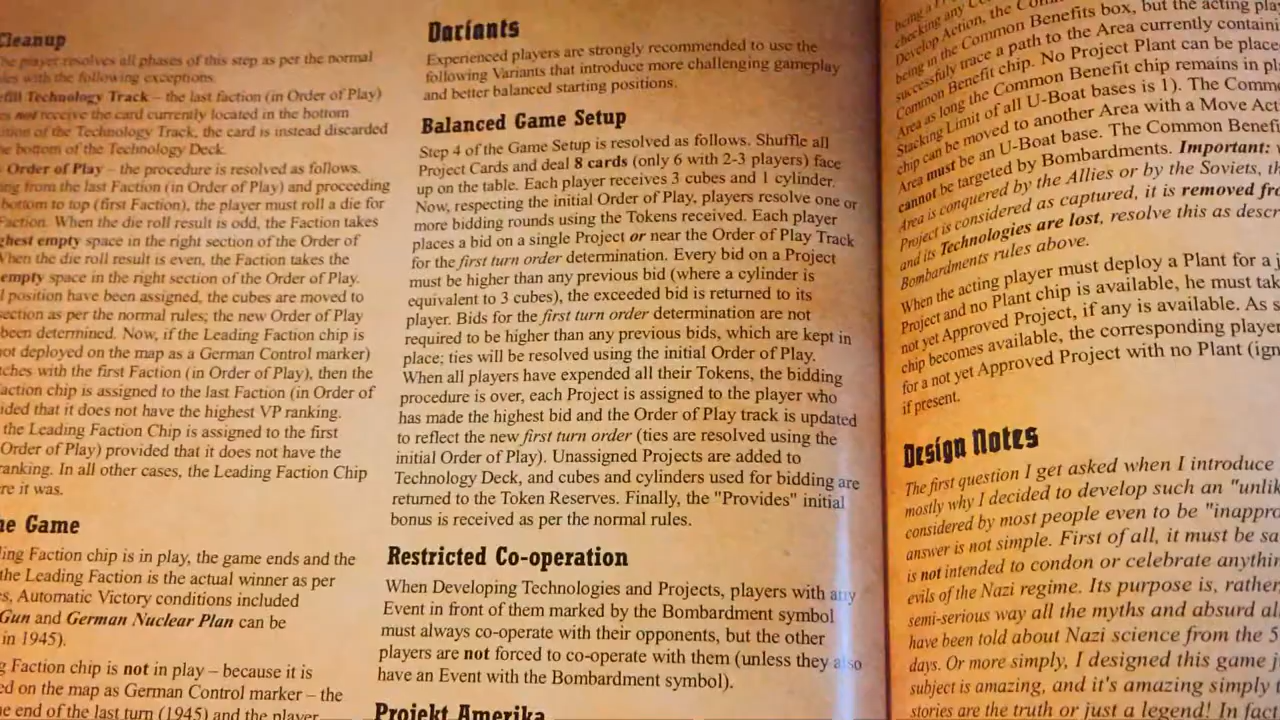 Cleanup
The player resolves all phases of this step as per the normal
rules with the following exceptions.
Refill Technology Track – the last faction (in Order of Play)
does not receive the card currently located in the bottom
of the Technology Track, the card is instead discarded
bottom of the Technology Deck.
Order of Play – the procedure is resolved as follows.
from the last Faction (in Order of Play) and proceeding
bottom to top (first Faction), the player must roll a die for
Faction. When the die roll result is odd, the Faction takes
ghest empty space in the right section of the Order of
When the die roll result is even, the Faction takes the
empty space in the right section of the Order of Play.
position have been assigned, the cubes are moved to
section as per the normal rules; the new Order of Play
been determined. Now, if the Leading Faction chip is
not deployed on the map as a German Control marker)
tches with the first Faction (in Order of Play), then the
action chip is assigned to the last Faction (in Order of
ided that it does not have the highest VP ranking.
the Leading Faction Chip is assigned to the first
Order of Play) provided that it does not have the
ranking. In all other cases, the Leading Faction Chip
re it was.
he Game
ing Faction chip is in play, the game ends and the
the Leading Faction is the actual winner as per
s, Automatic Victory conditions included
Gun and German Nuclear Plan can be
in 1945).
g Faction chip is not in play – because it is
ed on the map as German Control marker – the
e end of the last turn (1945) and the player
Variants
Experienced players are strongly recommended to use the
following Variants that introduce more challenging gameplay
and better balanced starting positions.
Balanced Game Setup
Step 4 of the Game Setup is resolved as follows. Shuffle all
Project Cards and deal 8 cards (only 6 with 2-3 players) face
up on the table. Each player receives 3 cubes and 1 cylinder.
Now, respecting the initial Order of Play, players resolve one or
more bidding rounds using the Tokens received. Each player
places a bid on a single Project or near the Order of Play Track
for the first turn order determination. Every bid on a Project
must be higher than any previous bid (where a cylinder is
equivalent to 3 cubes), the exceeded bid is returned to its
player. Bids for the first turn order determination are not
required to be higher than any previous bids, which are kept in
place; ties will be resolved using the initial Order of Play.
When all players have expended all their Tokens, the bidding
procedure is over, each Project is assigned to the player who
has made the highest bid and the Order of Play track is updated
to reflect the new first turn order (ties are resolved using the
initial Order of Play). Unassigned Projects are added to
Technology Deck, and cubes and cylinders used for bidding are
returned to the Token Reserves. Finally, the "Provides" initial
bonus is received as per the normal rules.
Restricted Co-operation
When Developing Technologies and Projects, players with any
Event in front of them marked by the Bombardment symbol
must always co-operate with their opponents, but the other
players are not forced to co-operate with them (unless they also
have an Event with the Bombardment symbol).
Projekt Amerika
checking any
Develop Action, the
being in the Common Benefits box, but the acting play
successfuly trace a path to the Area currently containi
Common Benefit chip. No Project Plant can be place
Area as long the Common Benefit chip remains in pl
Stacking Limit of all U-Boat bases is 1). The Comm
chip can be moved to another Area with a Move Act
Area must be an U-Boat base. The Common Benefi
cannot be targeted by Bombardments. Important:
Area is conquered by the Allies or by the Soviets, th
Project is considered as captured, it is removed fr
and its Technologies are lost, resolve this as descr
Bombardments rules above.
When the acting player must deploy a Plant for a
Project and no Plant chip is available, he must tak
not yet Approved Project, if any is available. As s
chip becomes available, the corresponding player
for a not yet Approved Project with no Plant (ign
if present.
Design Notes
The first question I get asked when I introduce
mostly why I decided to develop such an "unlik
considered by most people even to be "inappro
answer is not simple. First of all, it must be sa
is not intended to condon or celebrate anythin
evils of the Nazi regime. Its purpose is, rather
semi-serious way all the myths and absurd al
have been told about Nazi science from the 5
days. Or more simply, I designed this game j
subject is amazing, and it's amazing simply
stories are the truth or just a legend! In fact